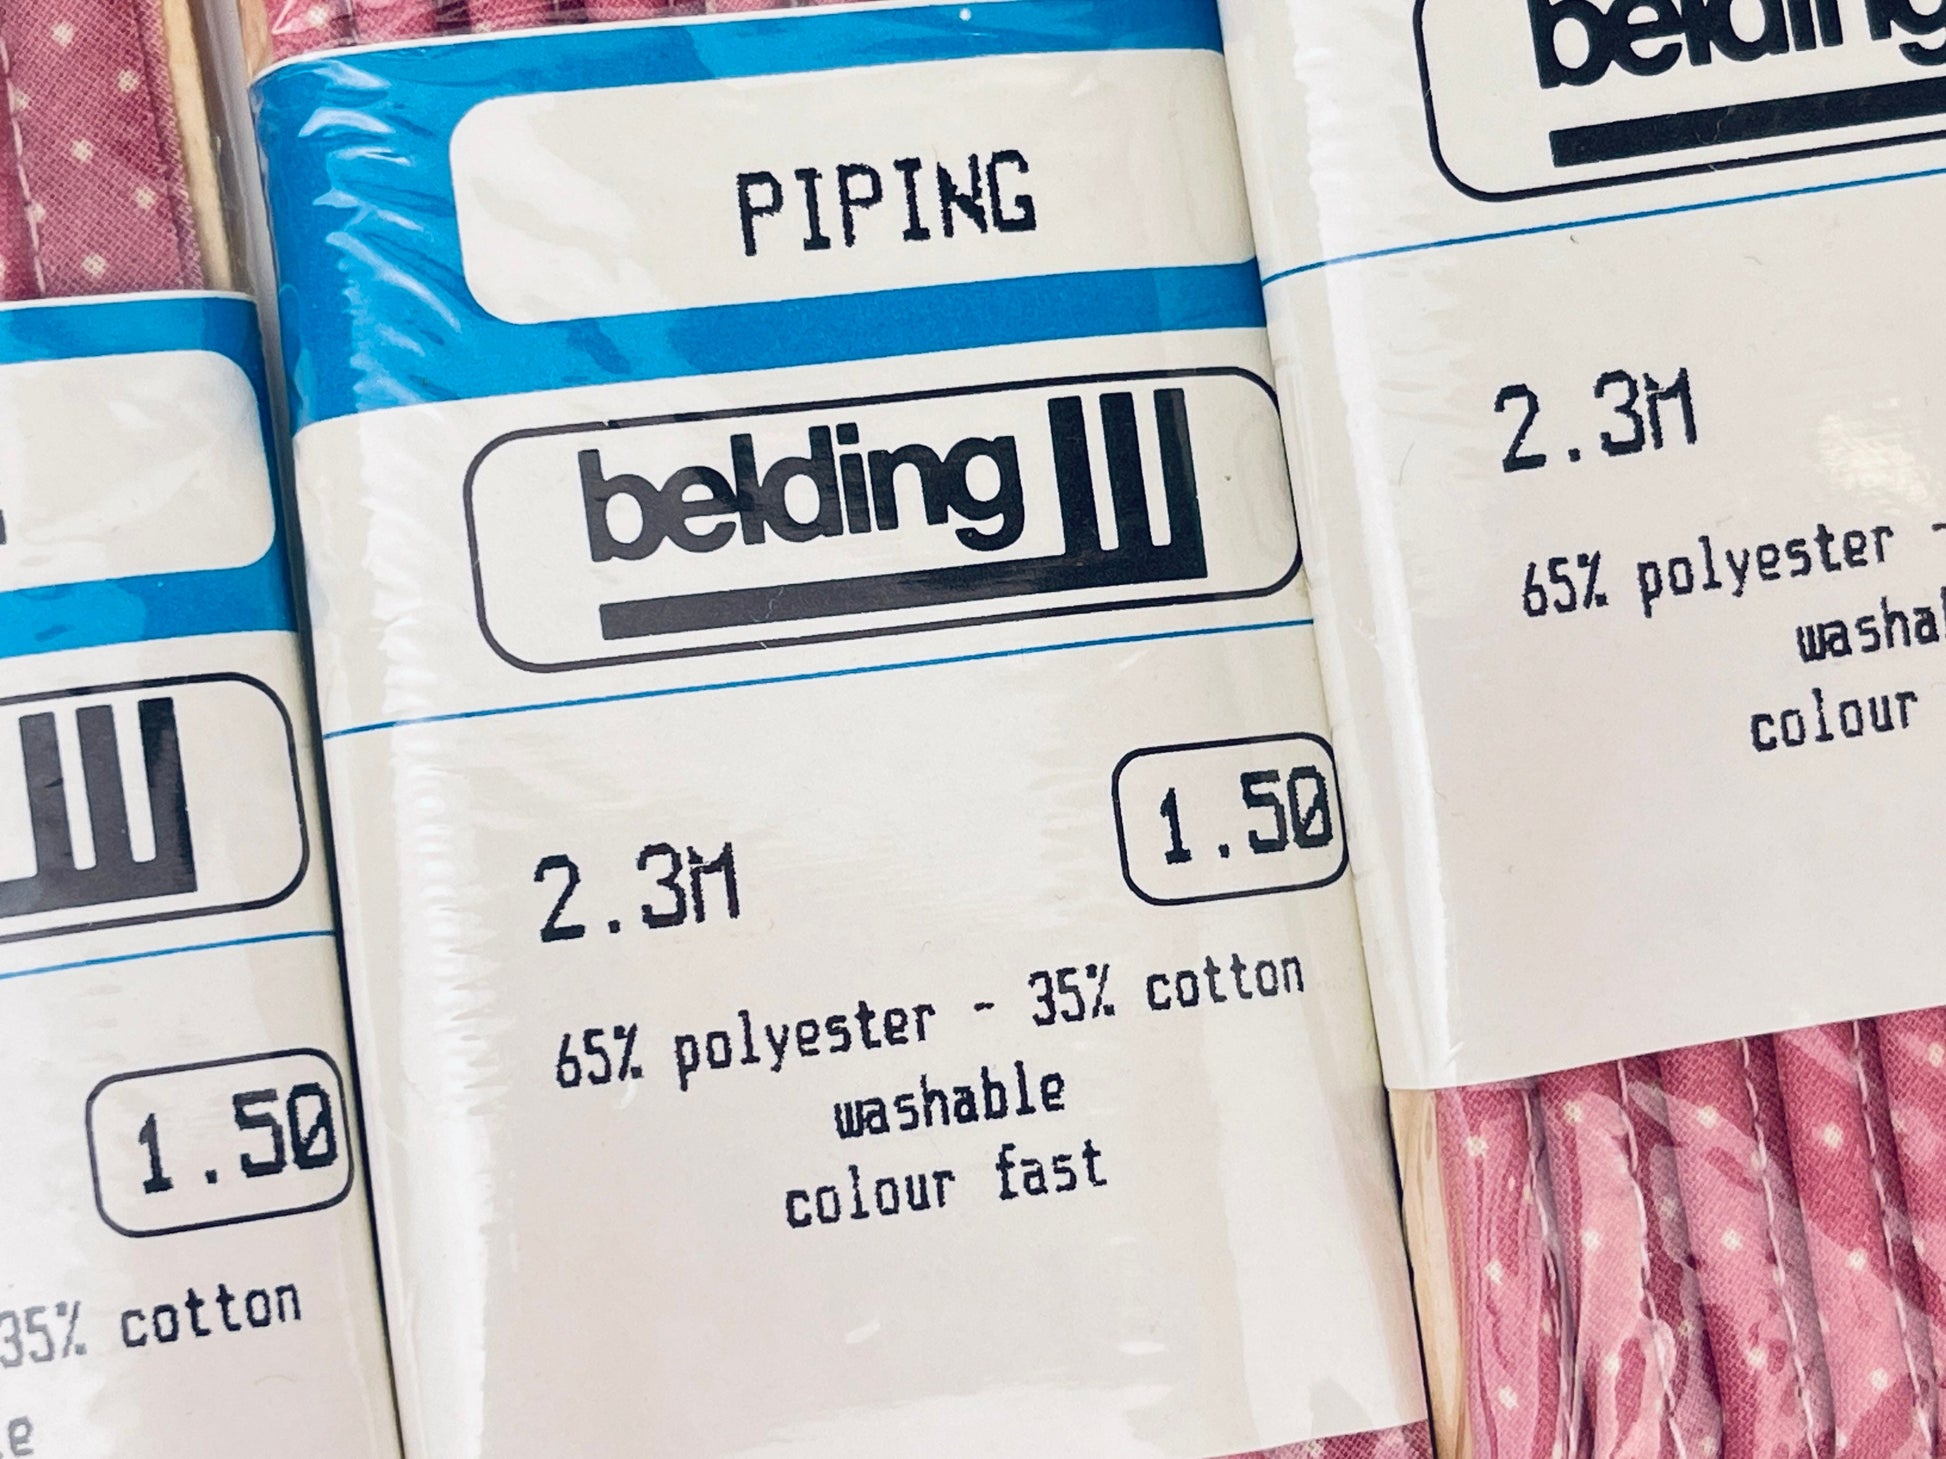 PIPING
belding
2.3M
1.50
65% polyester - 35% cotton
washable
colour fast
1.50
35% cotton
belding
2.3M
65% polyester -
colour